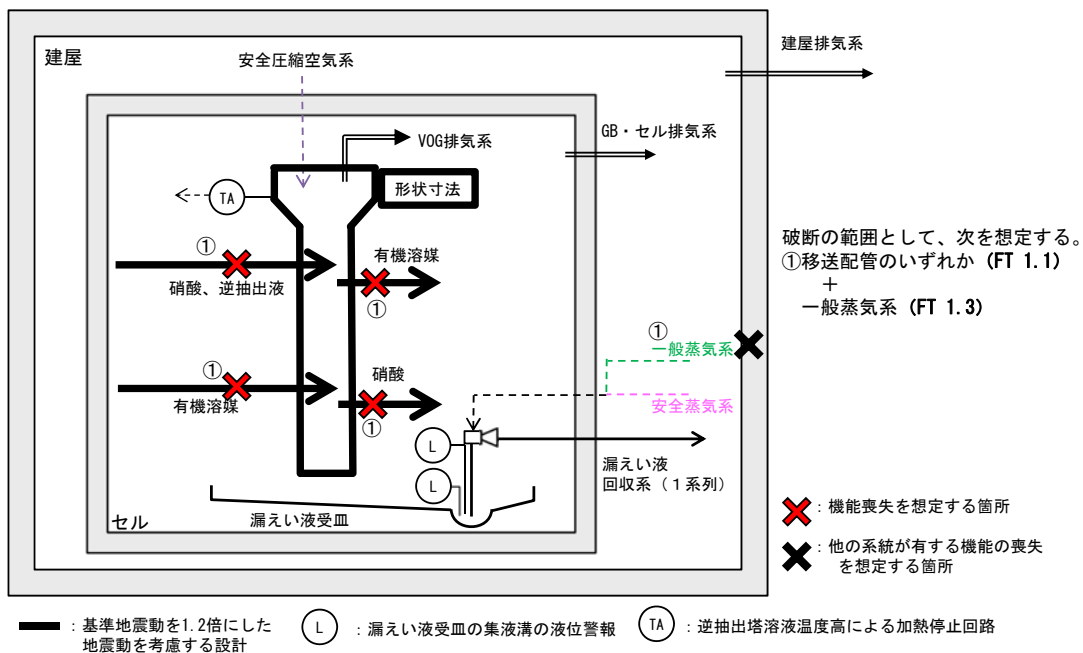 建屋
安全圧縮空気系
建屋排気系
VOG排気系
GB・セル排気系
TA
形状寸法
①
硝酸、逆抽出液
有機溶媒
①
破断の範囲として、次を想定する。
①移送配管のいずれか (FT 1.1)
+
一般蒸気系 (FT 1.3)
①
一般蒸気系
①
有機溶媒
硝酸
①
安全蒸気系
L
L
漏えい液
回収系(1系列)
漏えい液受皿
セル
:機能喪失を想定する箇所
:他の系統が有する機能の喪失
を想定する箇所
:基準地震動を1.2倍にした
地震動を考慮する設計
L
:漏えい液受皿の集液溝の液位警報
TA
:逆抽出塔溶液温度高による加熱停止回路